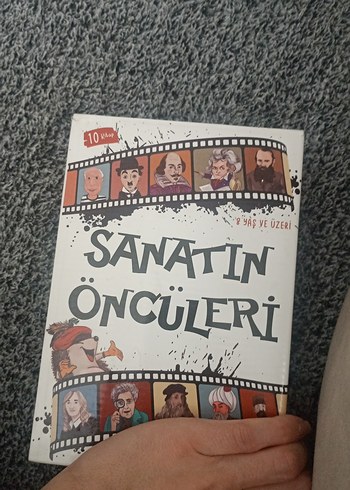 10 Kitap
8 YAŞ VE ÜZERİ
SANATIN
ÖNCÜLERİ